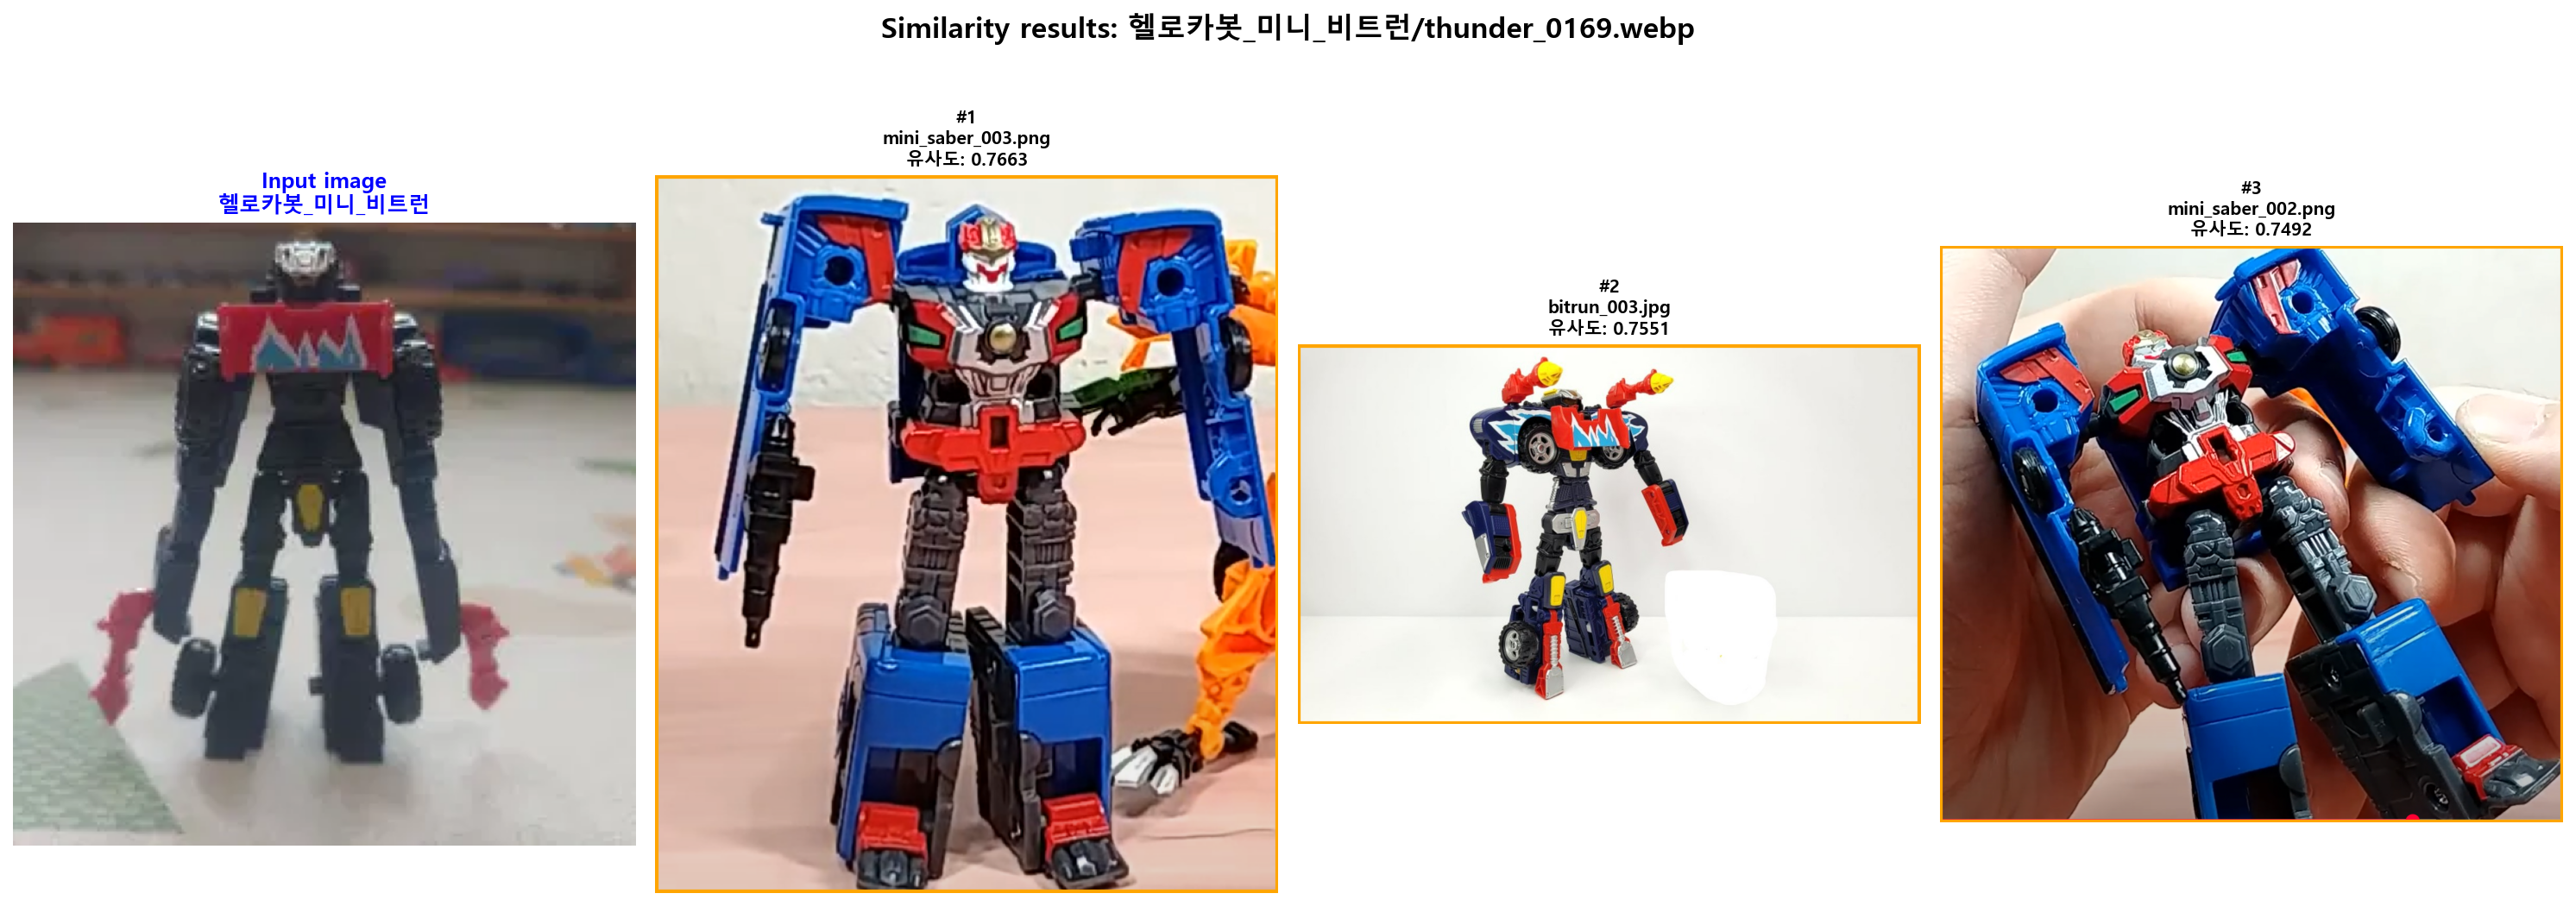 Similarity results: 헬로카봇_미니_비트런/thunder_0169.webp
Input image
헬로카봇_미니_비트런
#1
mini_saber_003.png
유사도: 0.7663
#2
bitrun_003.jpg
유사도: 0.7551
#3
mini_saber_002.png
유사도: 0.7492